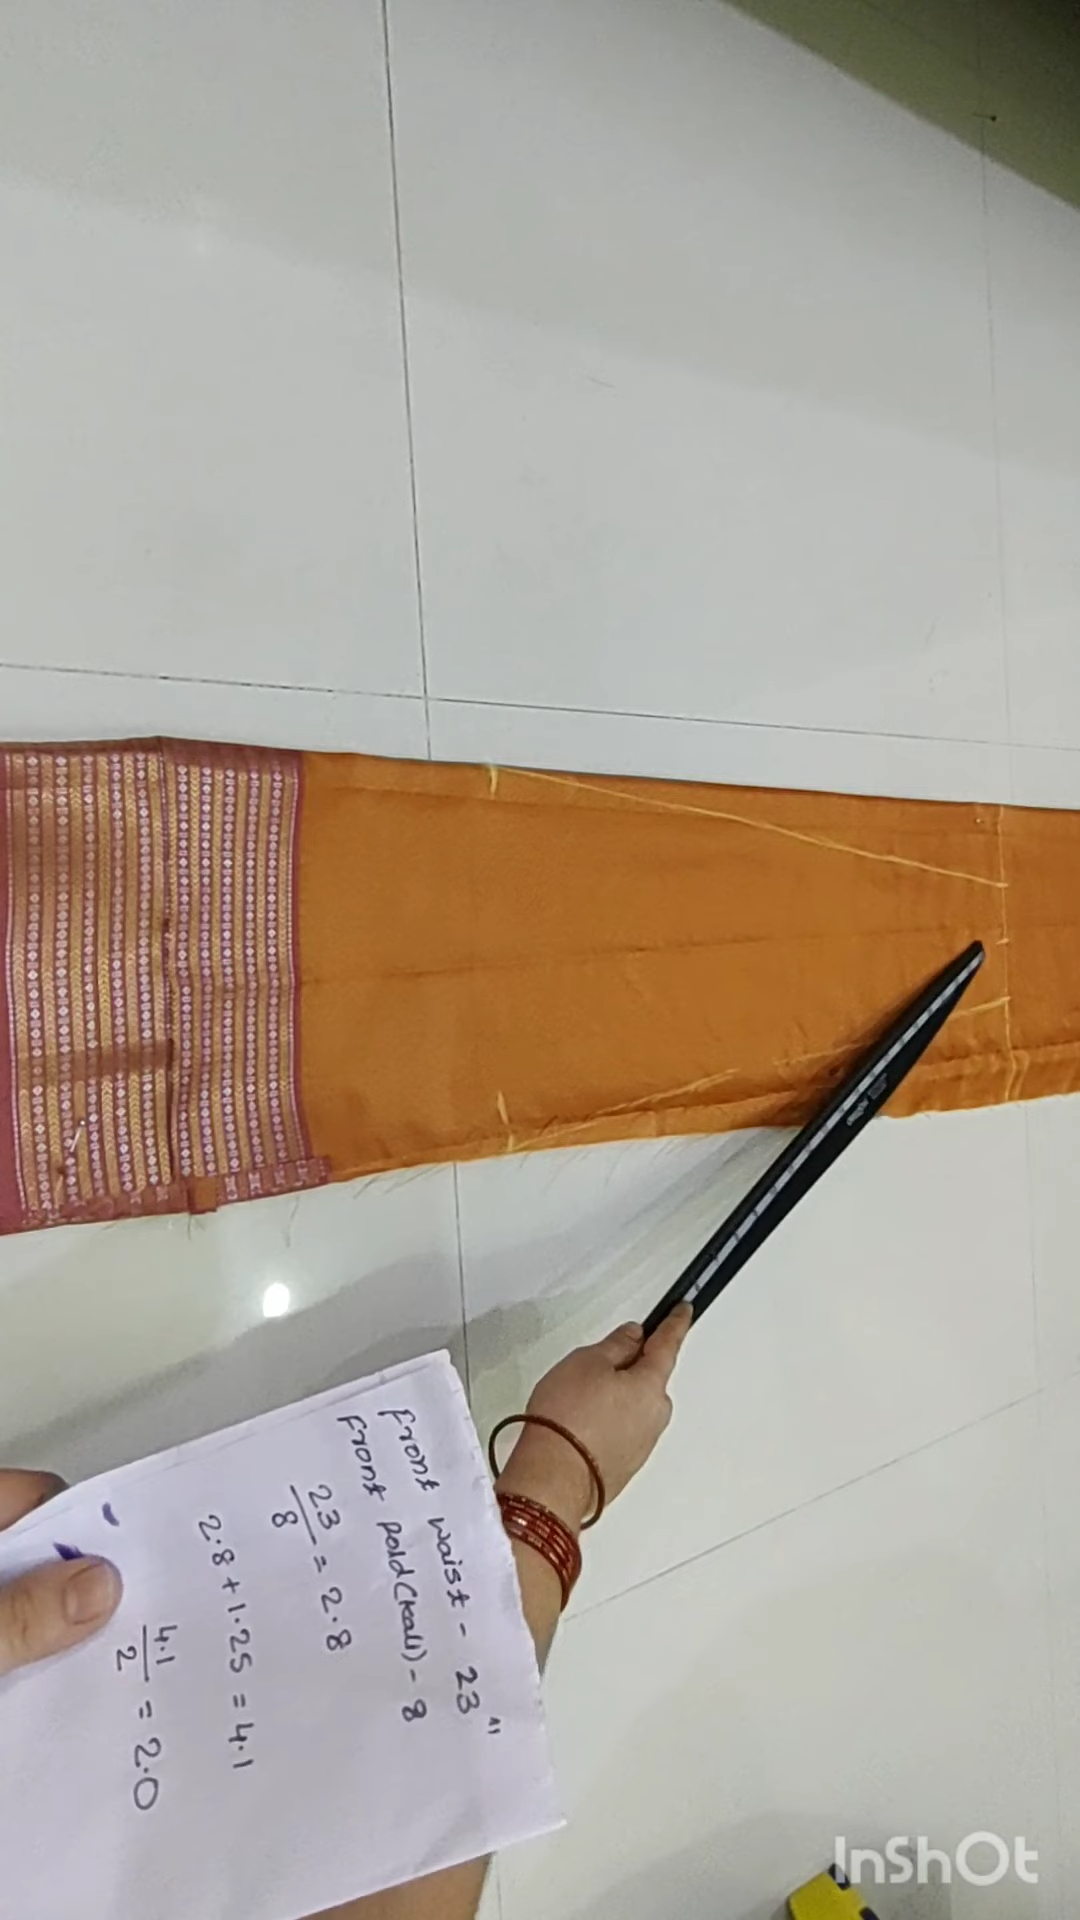 Front waist - 23"
Front fold(kali) - 8
23/8 = 2.8
2.8 + 1.25 = 4.1
4.1/2 = 2.0
InShOt